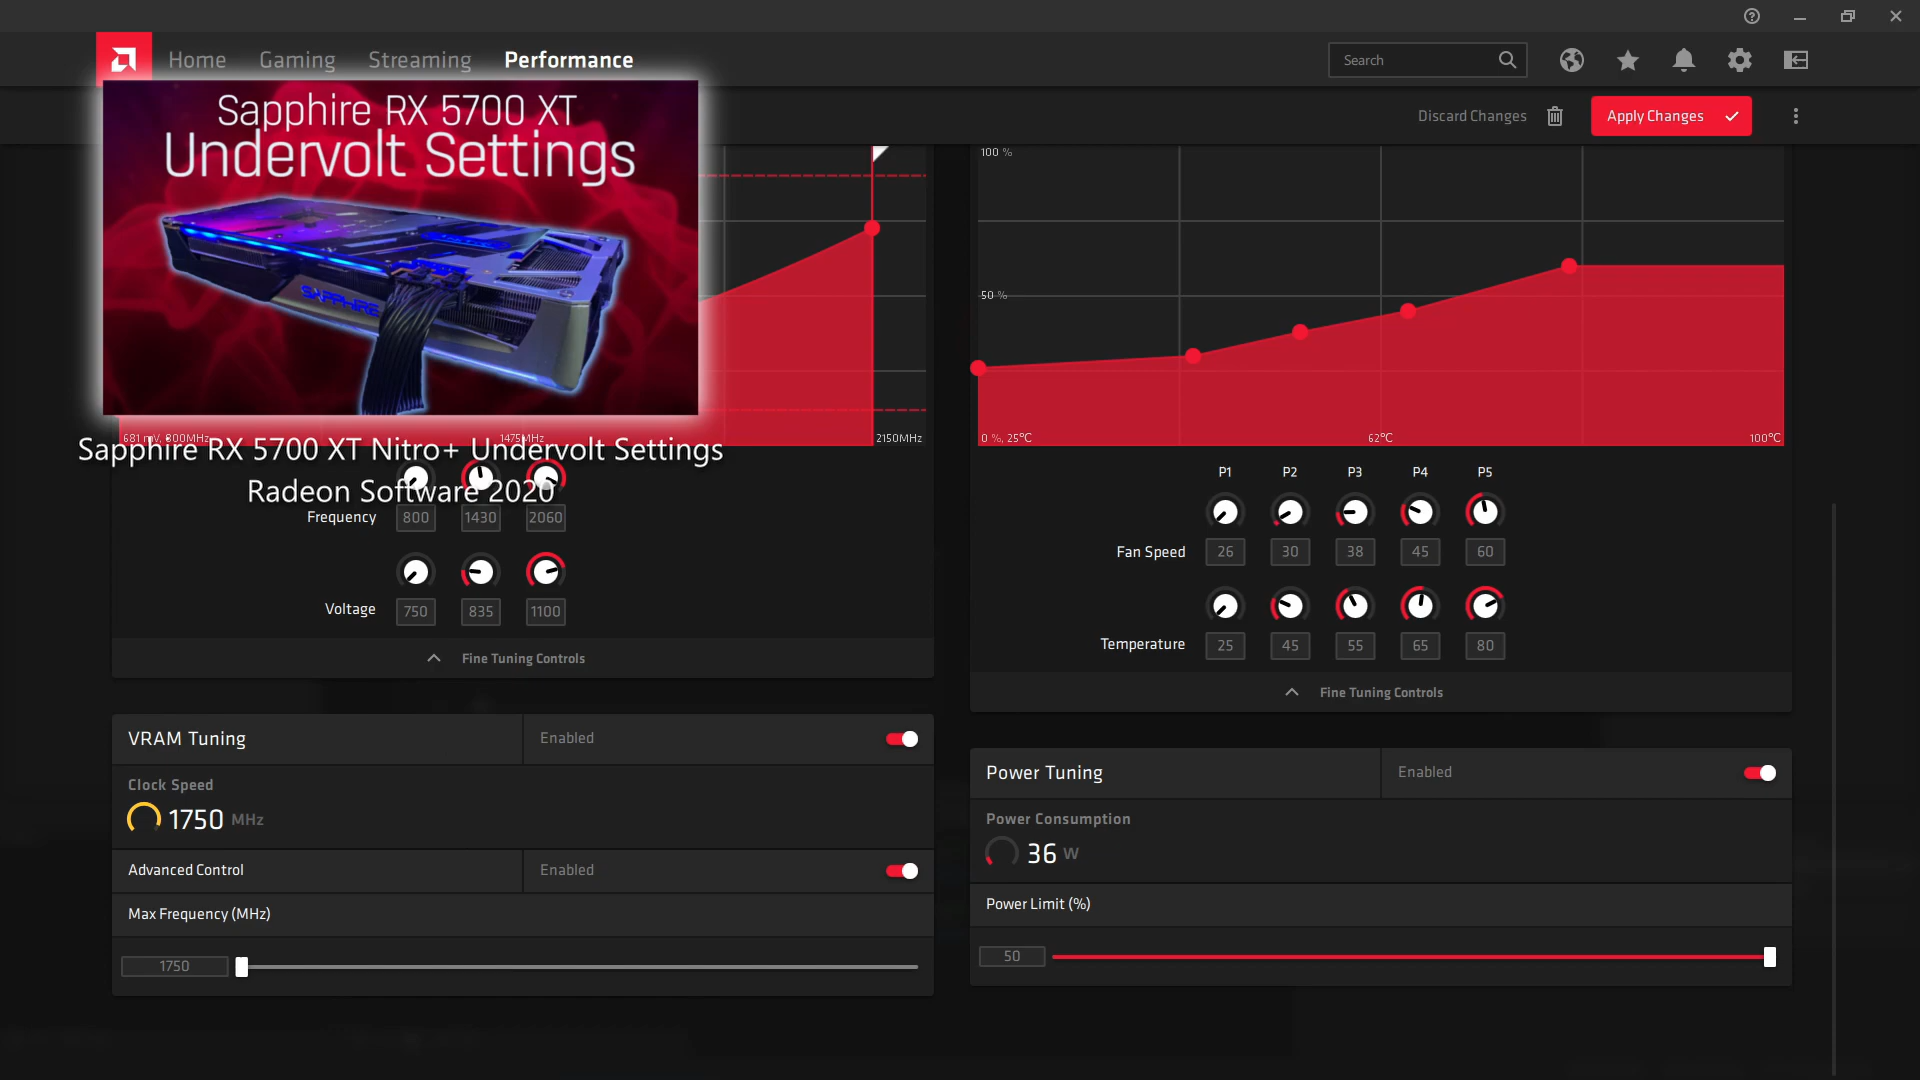 Home
Gaming
Streaming
Performance
Search
Discard Changes
Apply Changes
Sapphire RX 5700 XT
Undervolt Settings
SAPPHIRE
681 mV, 800MHz
1475MHz
2150MHz
Sapphire RX 5700 XT Nitro+ Undervolt Settings
Radeon Software 2020
Frequency
800
1430
2060
Voltage
750
835
1100
Fine Tuning Controls
100 %
50 %
0 %, 25°C
62°C
100°C
P1
P2
P3
P4
P5
Fan Speed
26
30
38
45
60
Temperature
25
45
55
65
80
Fine Tuning Controls
VRAM Tuning
Enabled
Clock Speed
1750 MHz
Advanced Control
Enabled
Max Frequency (MHz)
1750
Power Tuning
Enabled
Power Consumption
36 W
Power Limit (%)
50